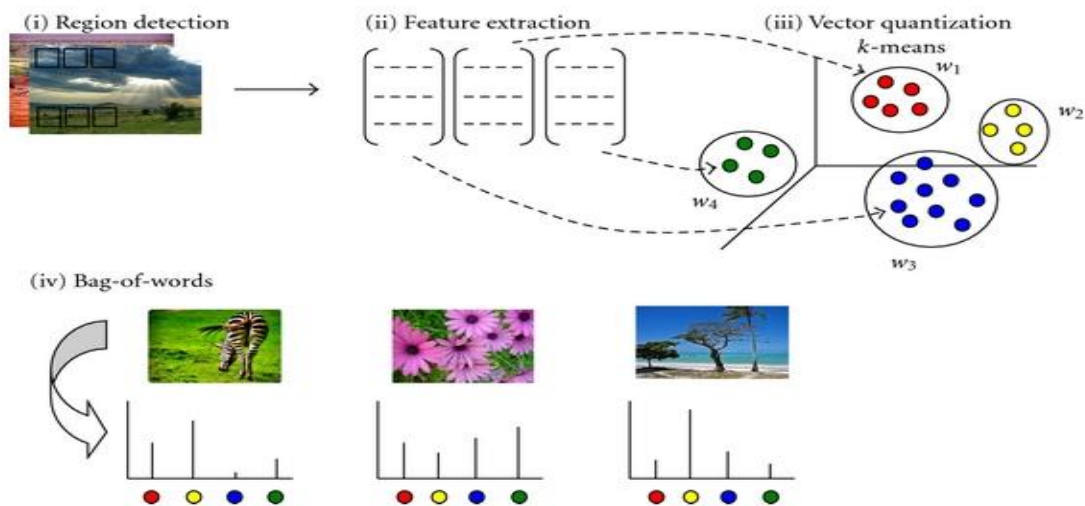 (i) Region detection
(ii) Feature extraction
(iii) Vector quantization
k-means
w1
w2
w4
w3
(iv) Bag-of-words